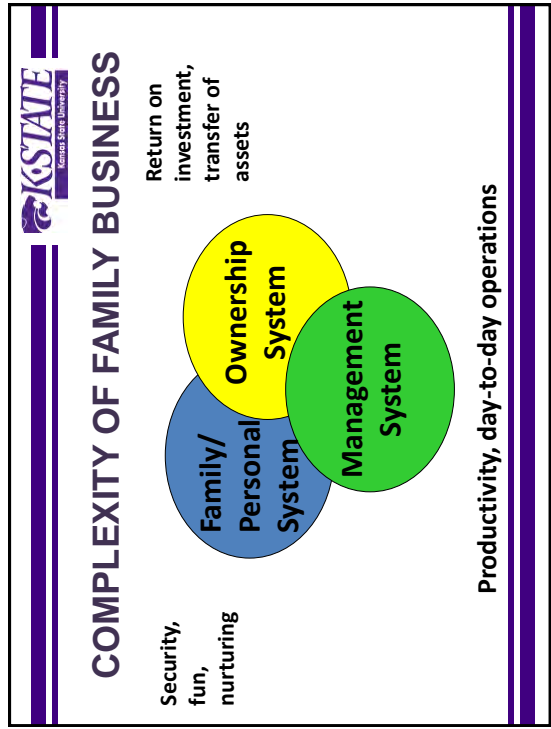 K-STATE
Kansas State University
COMPLEXITY OF FAMILY BUSINESS
Security,
fun,
nurturing
Family/
Personal
System
Ownership
System
Return on
investment,
transfer of
assets
Management
System
Productivity, day-to-day operations